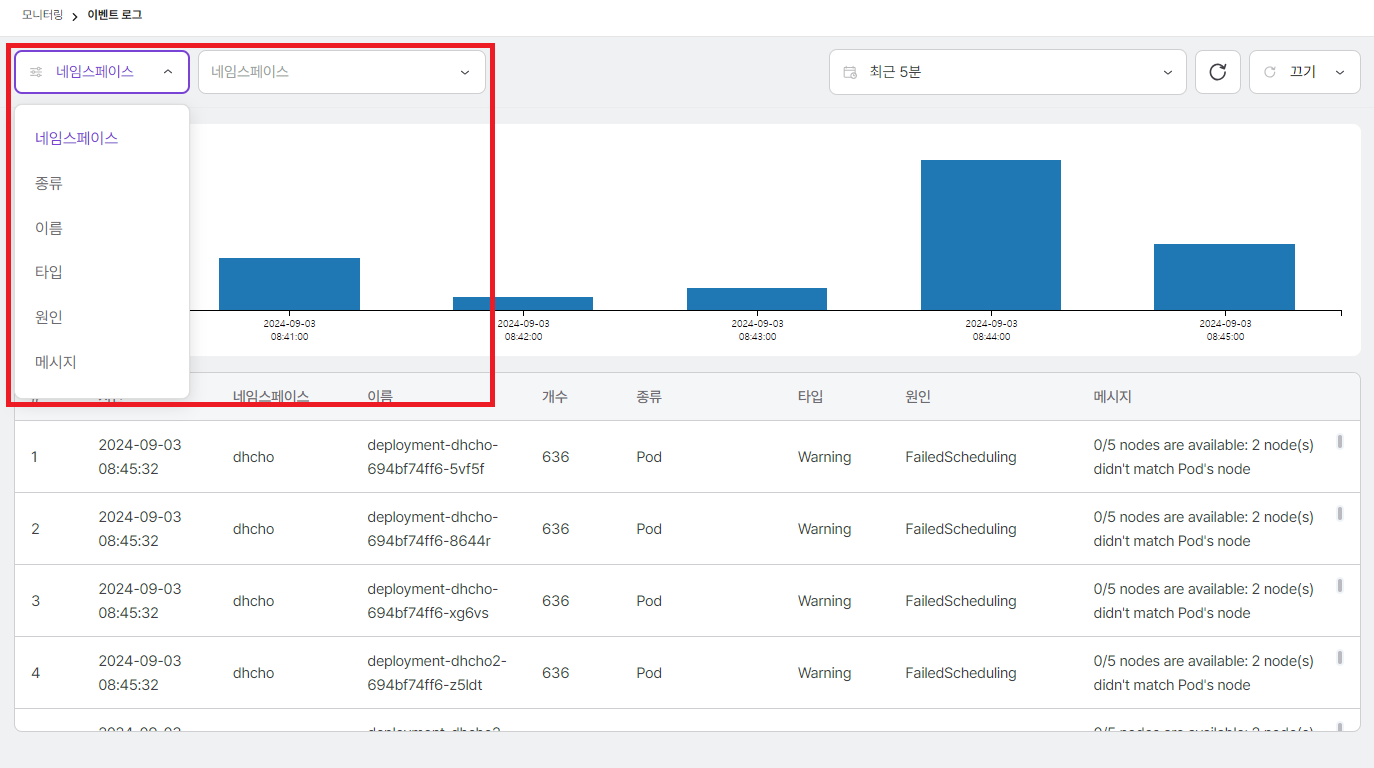 모니터링 > 이벤트 로그
네임스페이스
네임스페이스
최근 5분
끄기
네임스페이스
종류
이름
타입
원인
메시지
2024-09-03
08:41:00
2024-09-03
08:42:00
2024-09-03
08:43:00
2024-09-03
08:44:00
2024-09-03
08:45:00
네임스페이스 이름 개수 종류 타입 원인 메시지
1 2024-09-03 08:45:32 dhcho deployment-dhcho-694bf74ff6-5vf5f 636 Pod Warning FailedScheduling 0/5 nodes are available: 2 node(s) didn't match Pod's node
2 2024-09-03 08:45:32 dhcho deployment-dhcho-694bf74ff6-8644r 636 Pod Warning FailedScheduling 0/5 nodes are available: 2 node(s) didn't match Pod's node
3 2024-09-03 08:45:32 dhcho deployment-dhcho-694bf74ff6-xg6vs 636 Pod Warning FailedScheduling 0/5 nodes are available: 2 node(s) didn't match Pod's node
4 2024-09-03 08:45:32 dhcho deployment-dhcho2-694bf74ff6-z5ldt 636 Pod Warning FailedScheduling 0/5 nodes are available: 2 node(s) didn't match Pod's node